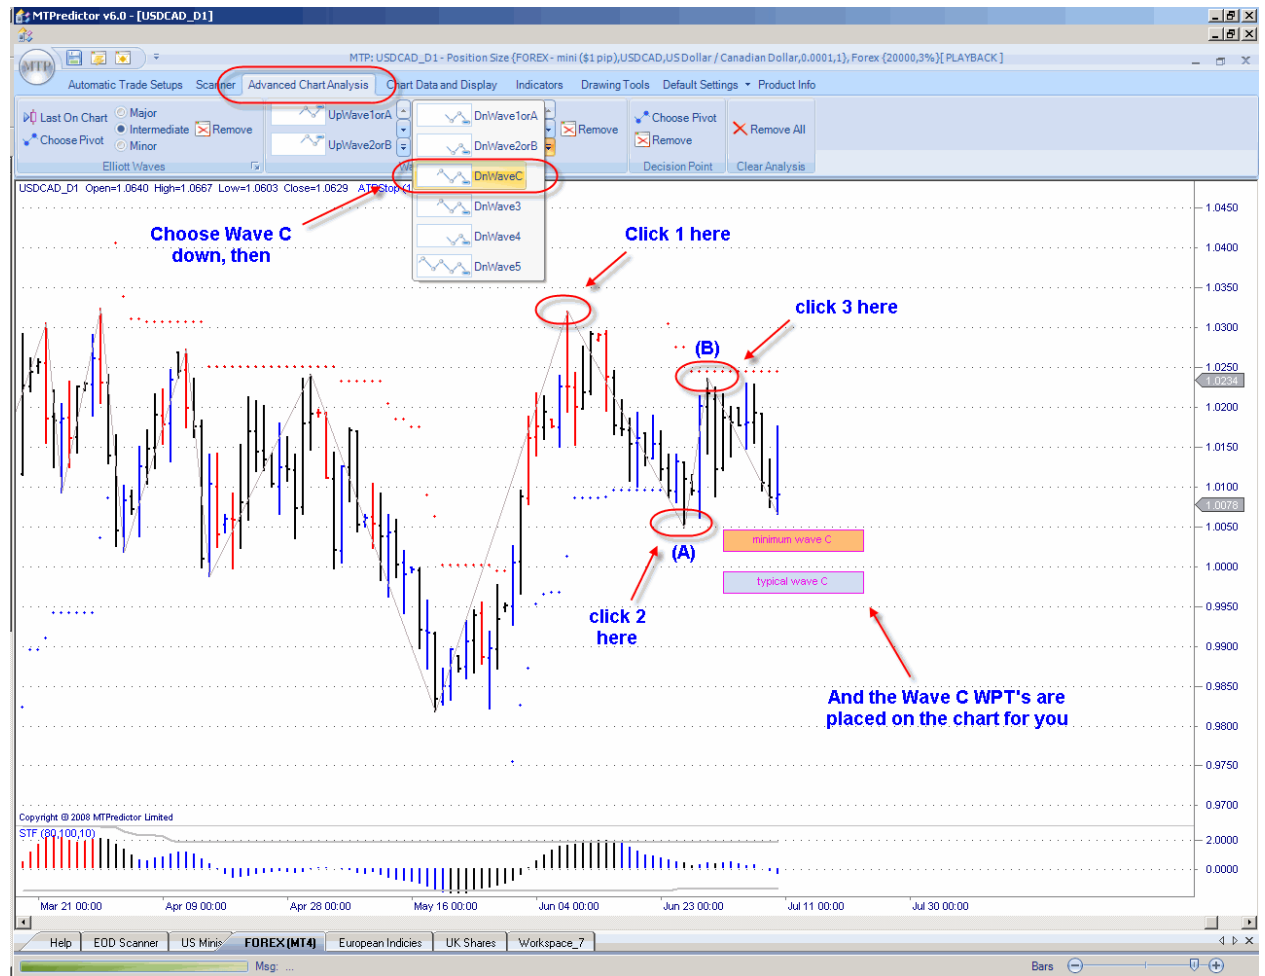 MTPredictor v6.0 - [USDCAD_D1]
MTP: USDCAD_D1 - Position Size {FOREX - mini ($1 pip),USDCAD,US Dollar / Canadian Dollar,0.0001,1}, Forex {20000,3%}[ PLAYBACK ]
MTP
Automatic Trade Setups Scanner Advanced Chart Analysis Chart Data and Display Indicators Drawing Tools Default Settings Product Info
Last On Chart
Choose Pivot
Major
Intermediate
Minor
Remove
Elliott Waves
UpWave1orA
UpWave2orB
DnWave1orA
DnWave2orB
DnWaveC
DnWave3
DnWave4
DnWave5
Remove
Choose Pivot
Remove
Decision Point
Remove All
Clear Analysis
USDCAD_D1 Open=1.0640 High=1.0667 Low=1.0603 Close=1.0629 ATRStop (1
Choose Wave C
down, then
Click 1 here
click 3 here
(B)
(A)
click 2
here
minimum wave C
typical wave C
And the Wave C WPT's are
placed on the chart for you
1.0450
1.0400
1.0350
1.0300
1.0250
1.0234
1.0200
1.0150
1.0100
1.0078
1.0050
1.0000
0.9950
0.9900
0.9850
0.9800
0.9750
0.9700
Copyright @ 2008 MTPredictor Limited
STF (80,100,10)
2.0000
0.0000
Mar 21 00:00 Apr 09 00:00 Apr 28 00:00 May 16 00:00 Jun 04 00:00 Jun 23 00:00 Jul 11 00:00 Jul 30 00:00
Help EOD Scanner US Minis FOREX (MT4) European Indicies UK Shares Workspace_7
Msg: ...
Bars